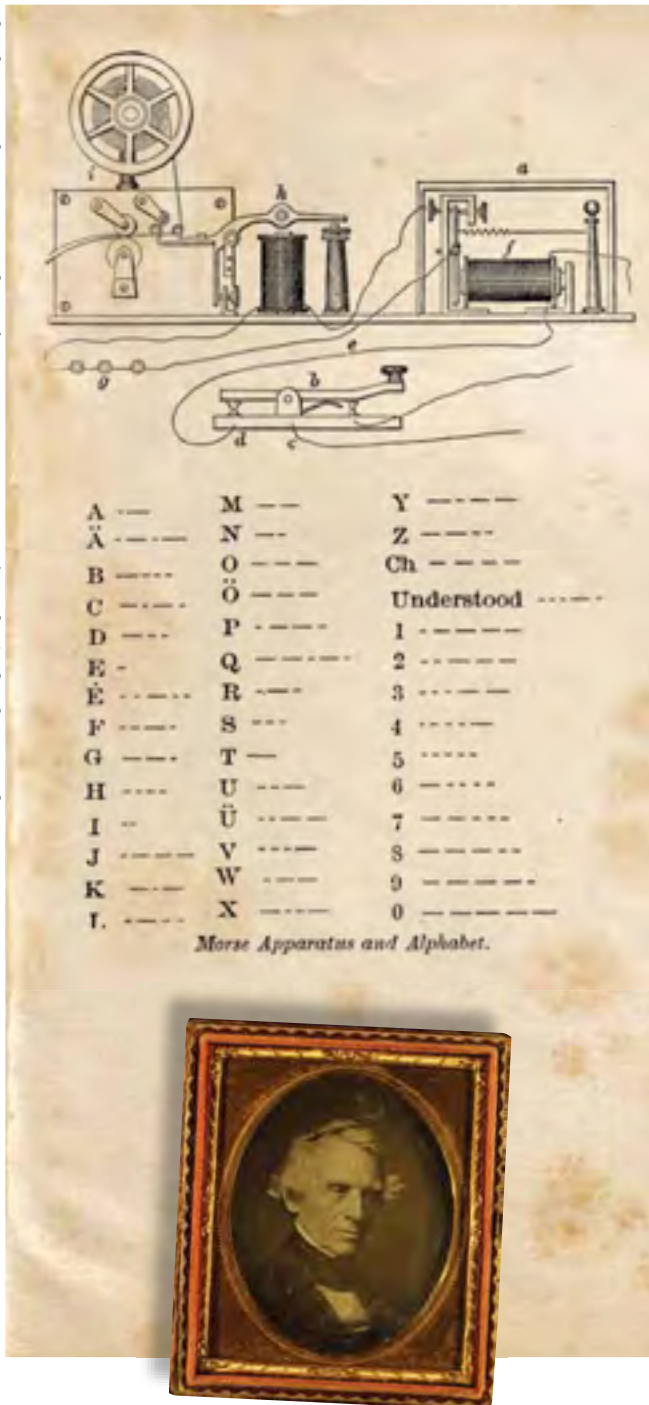 i
h
a
f
e
g
b
d
c
A ·—
Ä ·—·—
B —···
C —·—·
D —··
E ·
É ··—··
F ··—·
G ——·
H ····
I ··
J ·———
K —·—
L ·—··
M ——
N —·
O ———
Ö ———
P ·——·
Q ——·—
R ·—·
S ···
T —
U ··—
Ü ··——
V ···—
W ·——
X —··—
Y —·——
Z ——··
Ch ————
Understood ···—·
1 ·————
2 ··———
3 ···——
4 ····—
5 ·····
6 —····
7 ——···
8 ———··
9 ————·
0 —————
Morse Apparatus and Alphabet.